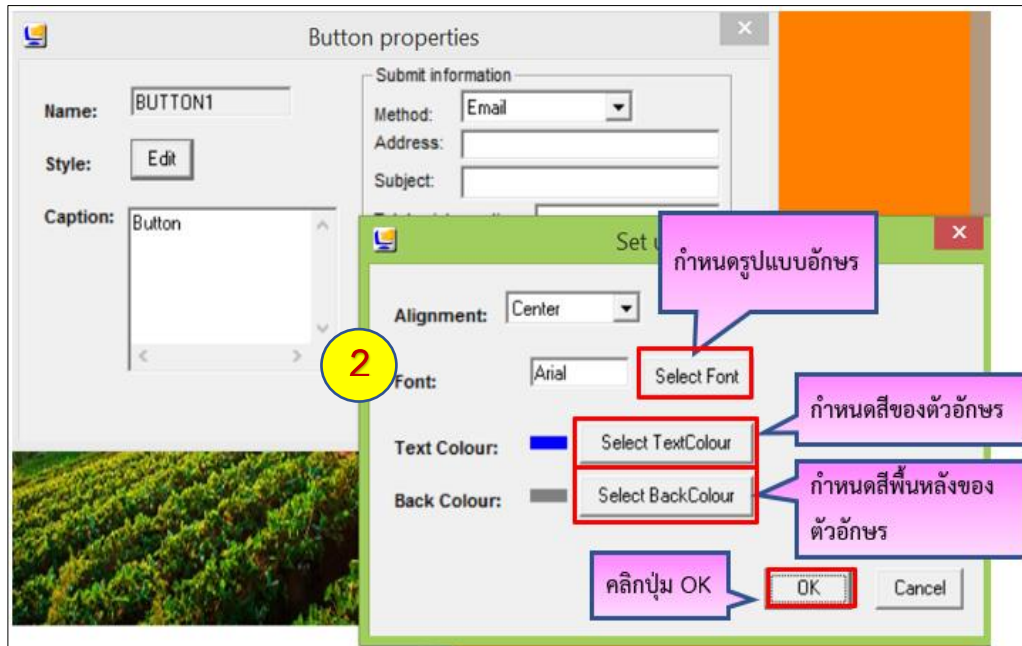 Button properties
Name:
BUTTON1
Style:
Edit
Caption:
Button
Submit information
Method:
Email
Address:
Subject:
Set
กำหนดรูปแบบอักษร
Alignment:
Center
2
Font:
Arial
Select Font
กำหนดสีของตัวอักษร
Text Colour:
Select TextColour
Back Colour:
Select BackColour
กำหนดสีพื้นหลังของ
ตัวอักษร
คลิกปุ่ม OK
OK
Cancel